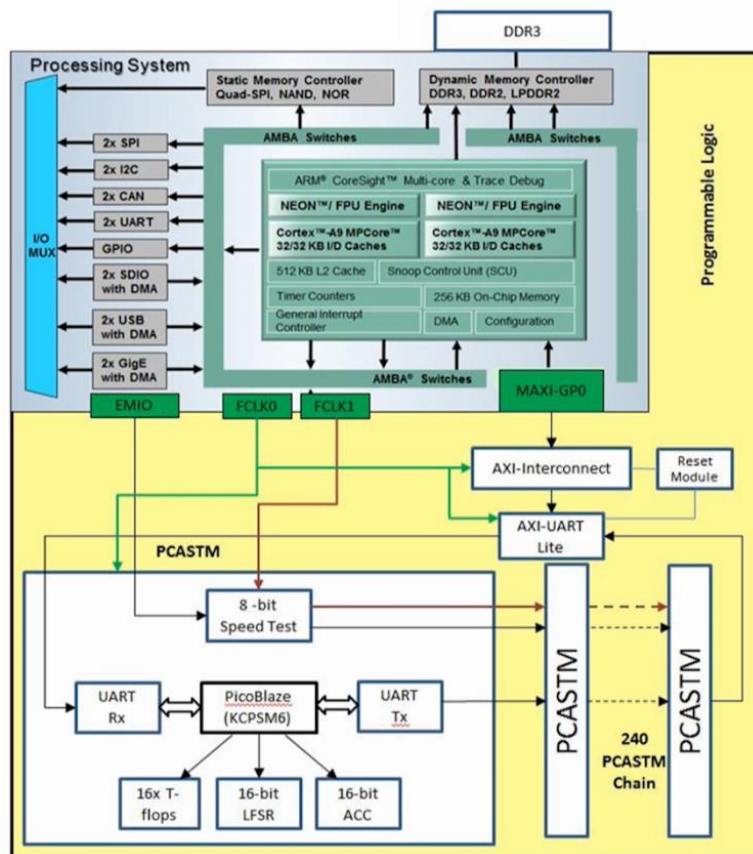 DDR3
Processing System
Static Memory Controller
Quad-SPI, NAND, NOR
Dynamic Memory Controller
DDR3, DDR2, LPDDR2
AMBA Switches
AMBA Switches
Programmable Logic
I/O
MUX
2x SPI
2x I2C
2x CAN
2x UART
GPIO
2x SDIO
with DMA
2x USB
with DMA
2x GigE
with DMA
ARM® CoreSight™ Multi-core & Trace Debug
NEON™/ FPU Engine
NEON™/ FPU Engine
Cortex™-A9 MPCore™
32/32 KB I/D Caches
Cortex™-A9 MPCore™
32/32 KB I/D Caches
512 KB L2 Cache
Snoop Control Unit (SCU)
Timer Counters
256 KB On-Chip Memory
General Interrupt
Controller
DMA
Configuration
AMBA® Switches
EMIO
FCLK0
FCLK1
MAXI-GP0
AXI-Interconnect
Reset
Module
AXI-UART
Lite
PCASTM
8 -bit
Speed Test
UART
Rx
PicoBlaze
(KCPSM6)
UART
Tx
16x T-
flops
16-bit
LFSR
16-bit
ACC
PCASTM
240
PCASTM
Chain
PCASTM